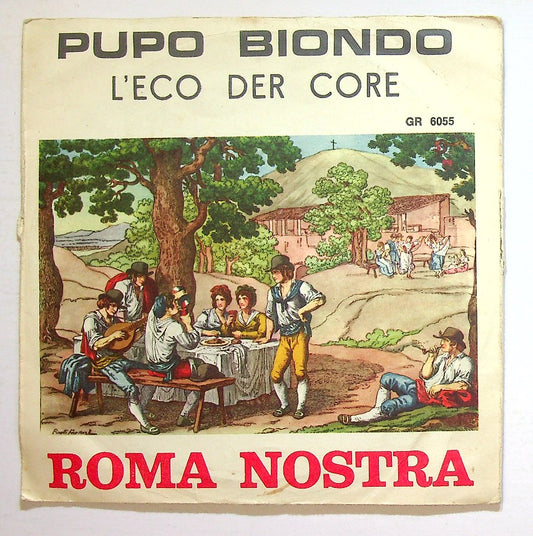 PUPO BIONDO
L'ECO DER CORE
GR 6055
ROMA NOSTRA